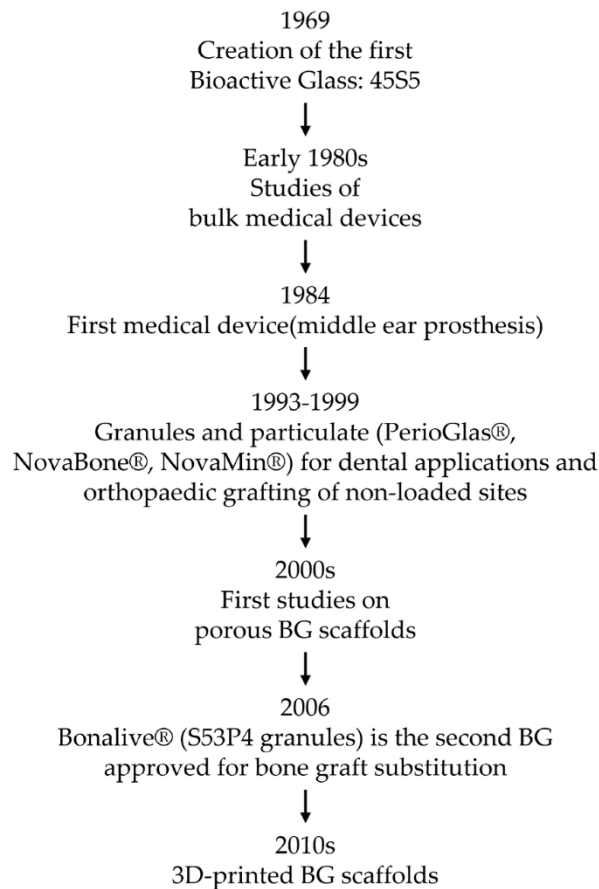 1969
Creation of the first
Bioactive Glass: 45S5
Early 1980s
Studies of
bulk medical devices
1984
First medical device(middle ear prosthesis)
1993-1999
Granules and particulate (PerioGlas®,
NovaBone®, NovaMin®) for dental applications and
orthopaedic grafting of non-loaded sites
2000s
First studies on
porous BG scaffolds
2006
Bonalive® (S53P4 granules) is the second BG
approved for bone graft substitution
2010s
3D-printed BG scaffolds